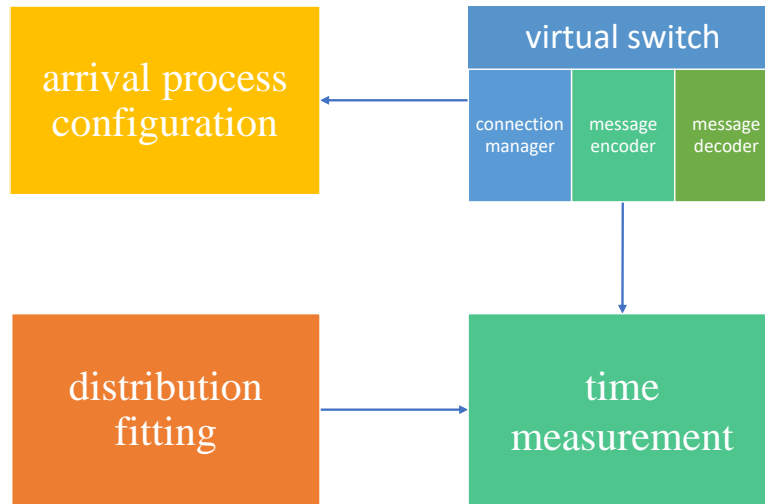 arrival process
configuration
virtual switch
connection
manager
message
encoder
message
decoder
distribution
fitting
time
measurement